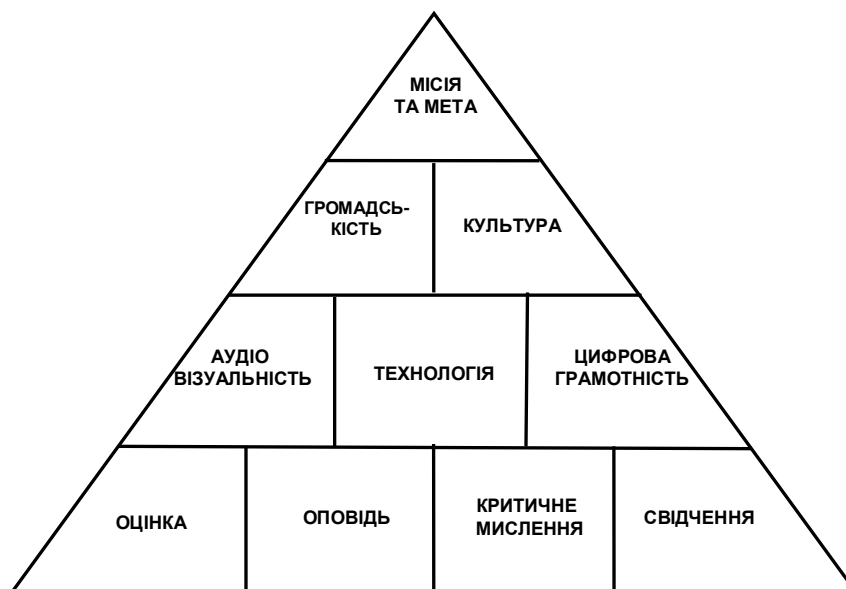 МІСІЯ
ТА МЕТА
ГРОМАДСЬ-
КІСТЬ
КУЛЬТУРА
АУДІО
ВІЗУАЛЬНІСТЬ
ТЕХНОЛОГІЯ
ЦИФРОВА
ГРАМОТНІСТЬ
ОЦІНКА
ОПОВІДЬ
КРИТИЧНЕ
МИСЛЕННЯ
СВІДЧЕННЯ